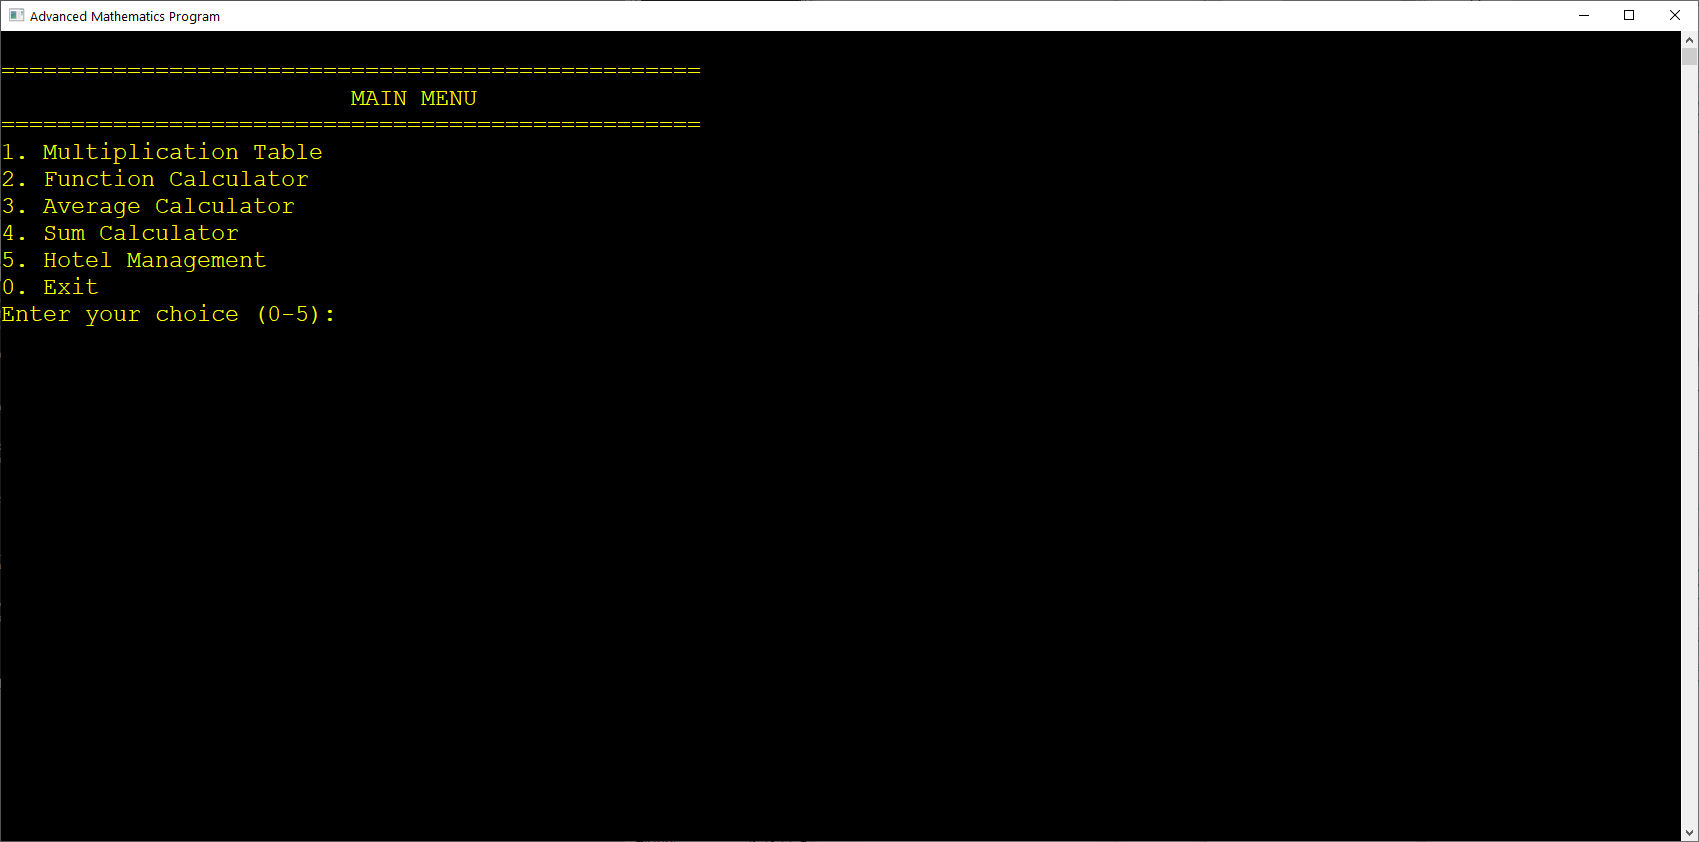 Advanced Mathematics Program
==================================================
MAIN MENU
==================================================
1. Multiplication Table
2. Function Calculator
3. Average Calculator
4. Sum Calculator
5. Hotel Management
0. Exit
Enter your choice (0-5):